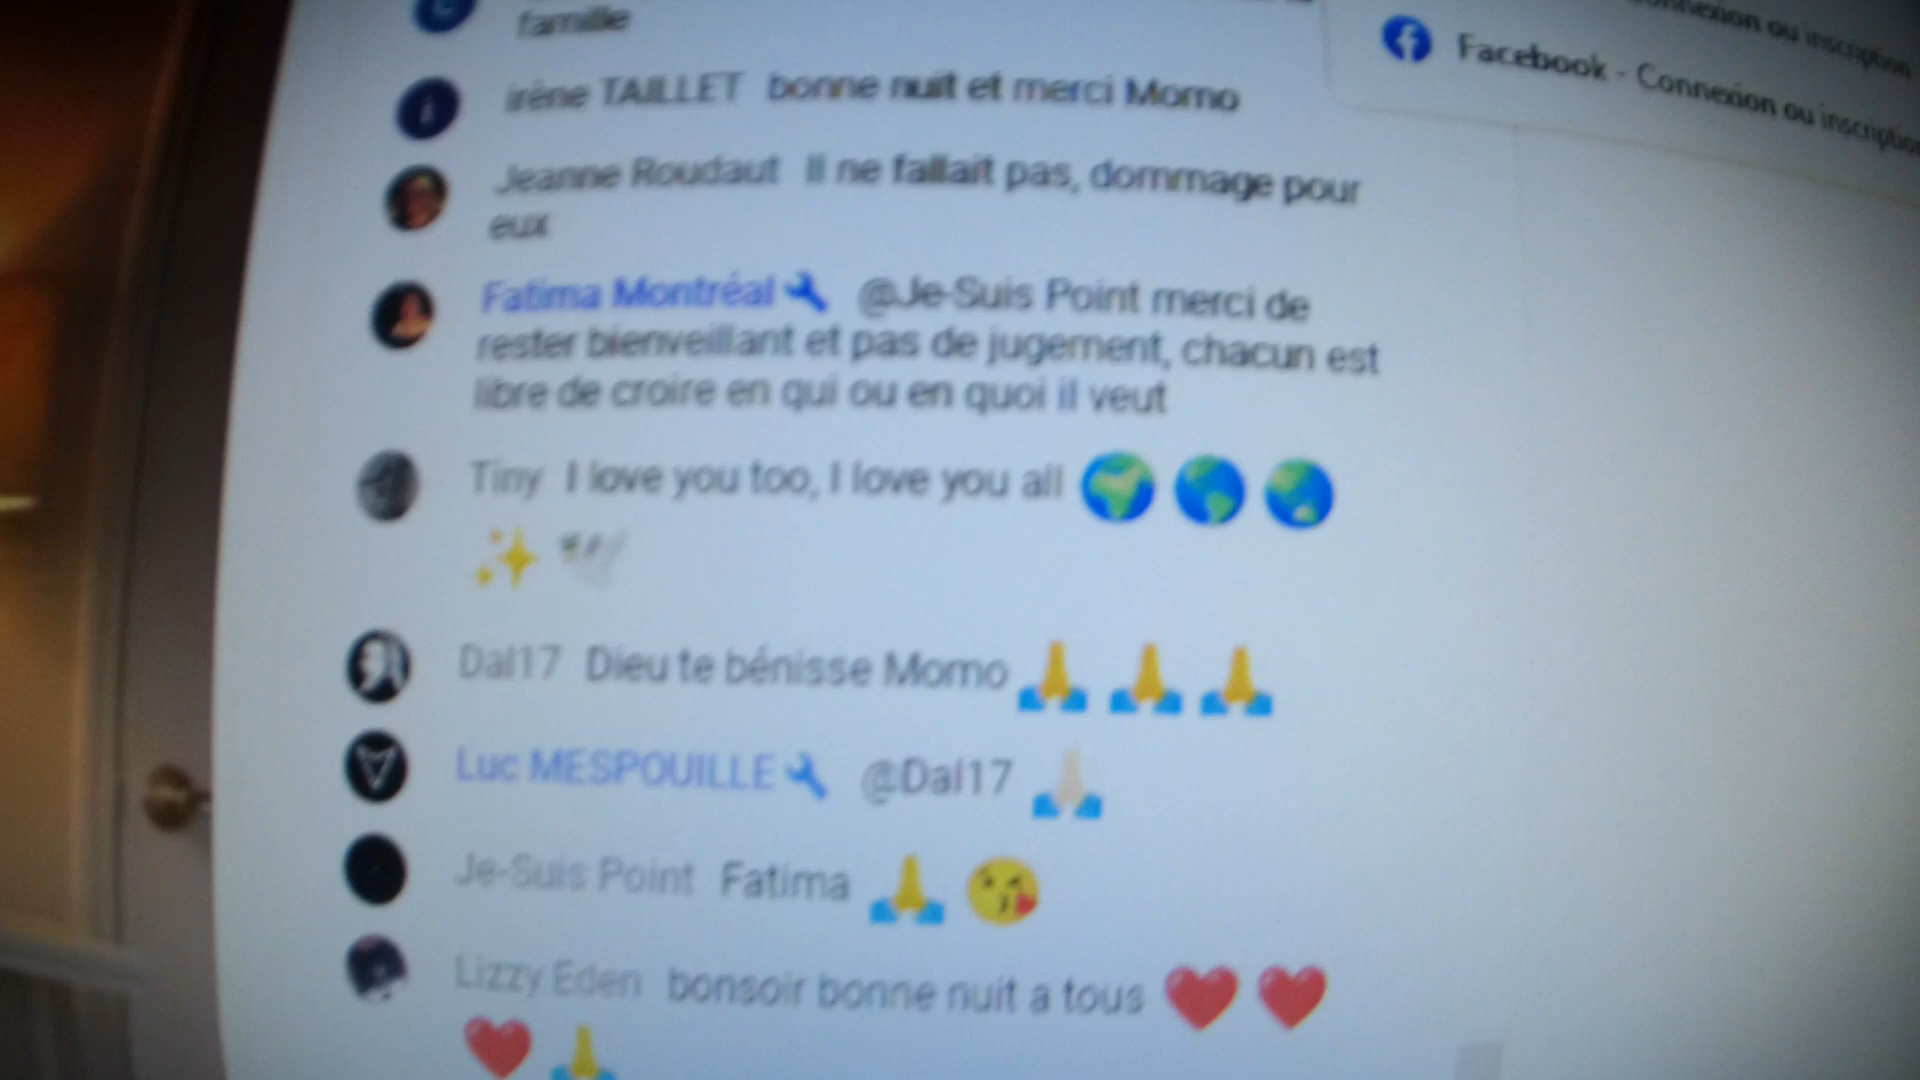 nnexion ou inscription
Facebook - Connexion ou inscription
famille
irène TAILLET bonne nuit et merci Momo
Jeanne Roudaut Il ne fallait pas, dommage pour
eux
Fatima Montréal @Je-Suis Point merci de
rester bienveillant et pas de jugement, chacun est
libre de croire en qui ou en quoi il veut
Tiny I love you too, I love you all 🌍 🌎 🌏
✨ 🕊
Dal17 Dieu te bénisse Momo 🙏 🙏 🙏
Luc MESPOUILLE @Dal17 🙏🏻
Je-Suis Point Fatima 🙏 😘
Lizzy Eden bonsoir bonne nuit a tous ❤️ ❤️
❤️ 🙏